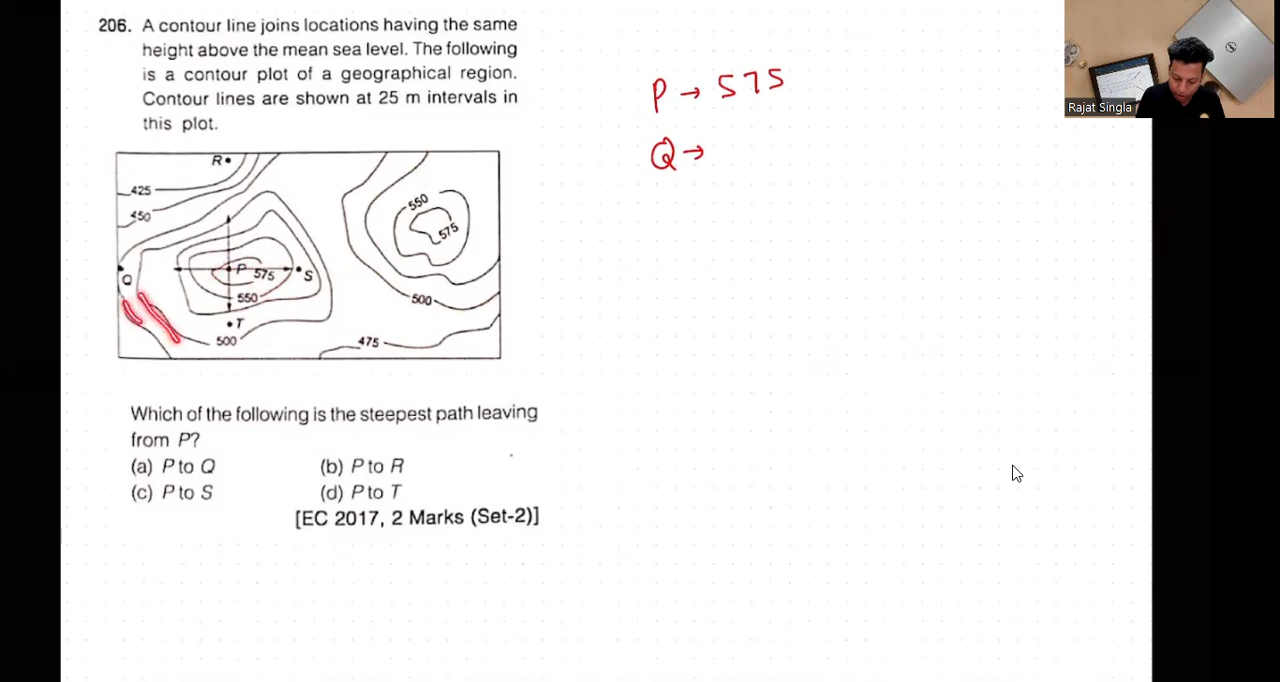 206. A contour line joins locations having the same
height above the mean sea level. The following
is a contour plot of a geographical region.
Contour lines are shown at 25 m intervals in
this plot.
R
425
450
550
575
P
575
S
Q
550
500
T
500
475
Which of the following is the steepest path leaving
from P?
(a) P to Q (b) P to R
(c) P to S (d) P to T
[EC 2017, 2 Marks (Set-2)]
P → 575
Q →
Rajat Singla